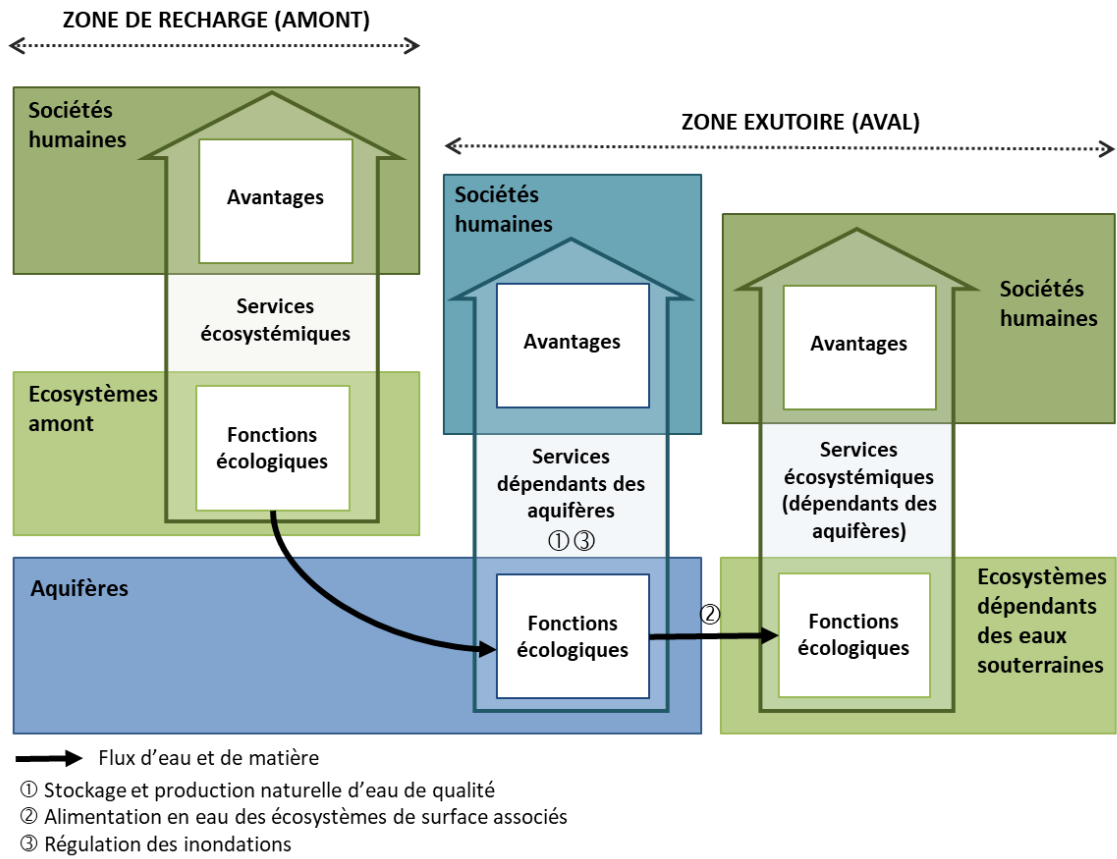 ZONE DE RECHARGE (AMONT)
Sociétés
humaines
Avantages
Services
écosystémiques
Ecosystèmes
amont
Fonctions
écologiques
ZONE EXUTOIRE (AVAL)
Sociétés
humaines
Avantages
Services
dépendants des
aquifères
① ③
Sociétés
humaines
Avantages
Services
écosystémiques
(dépendants des
aquifères)
Aquifères
Fonctions
écologiques
②
Fonctions
écologiques
Ecosystèmes
dépendants
des eaux
souterraines
Flux d’eau et de matière
① Stockage et production naturelle d’eau de qualité
② Alimentation en eau des écosystèmes de surface associés
③ Régulation des inondations